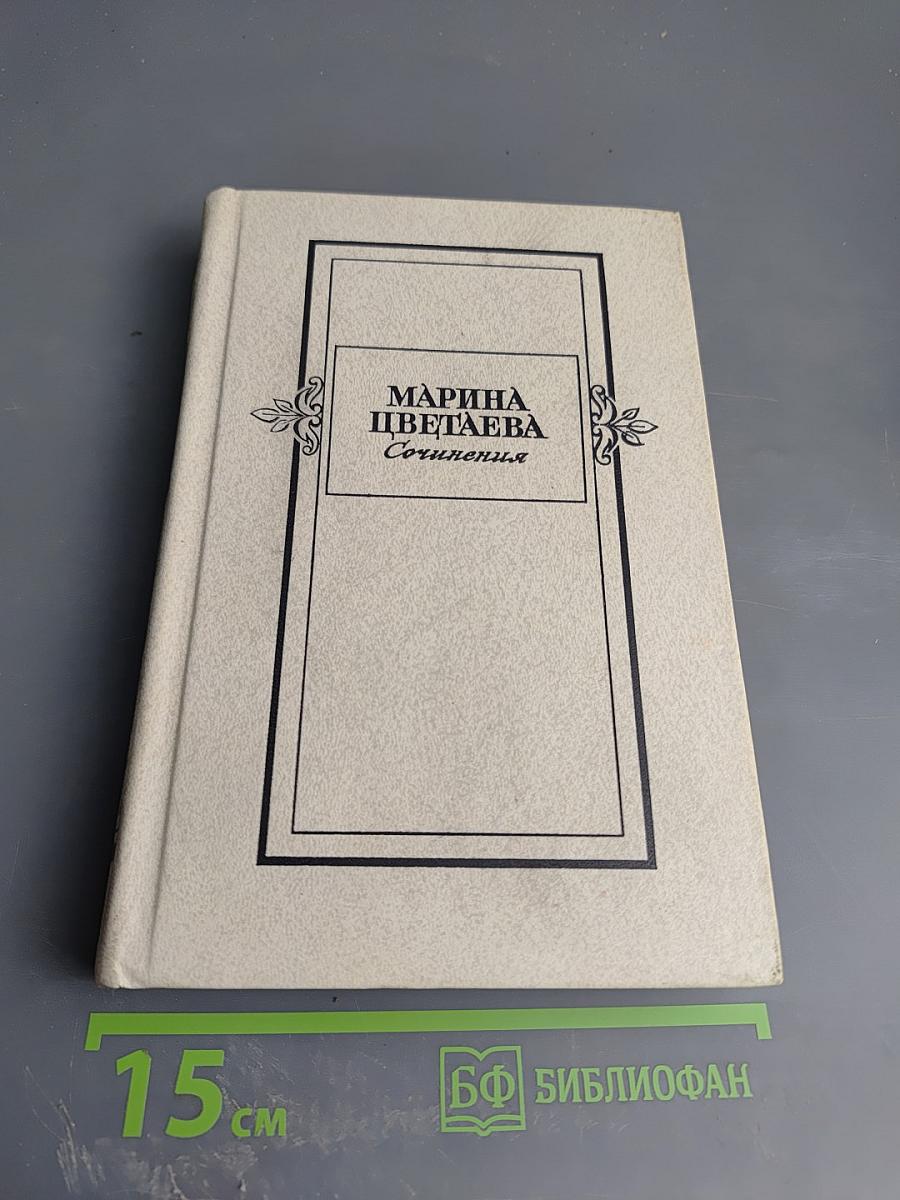 МАРИНА
ЦВЕТАЕВА
Сочинения
15 см
БФ БИБЛИОФАН